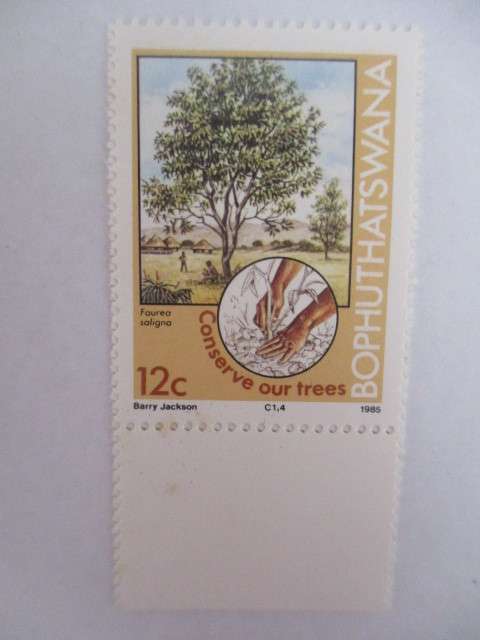 BOPHUTHATSWANA
Faurea
saligna
Conserve our trees
12c
Barry Jackson C1,4 1985